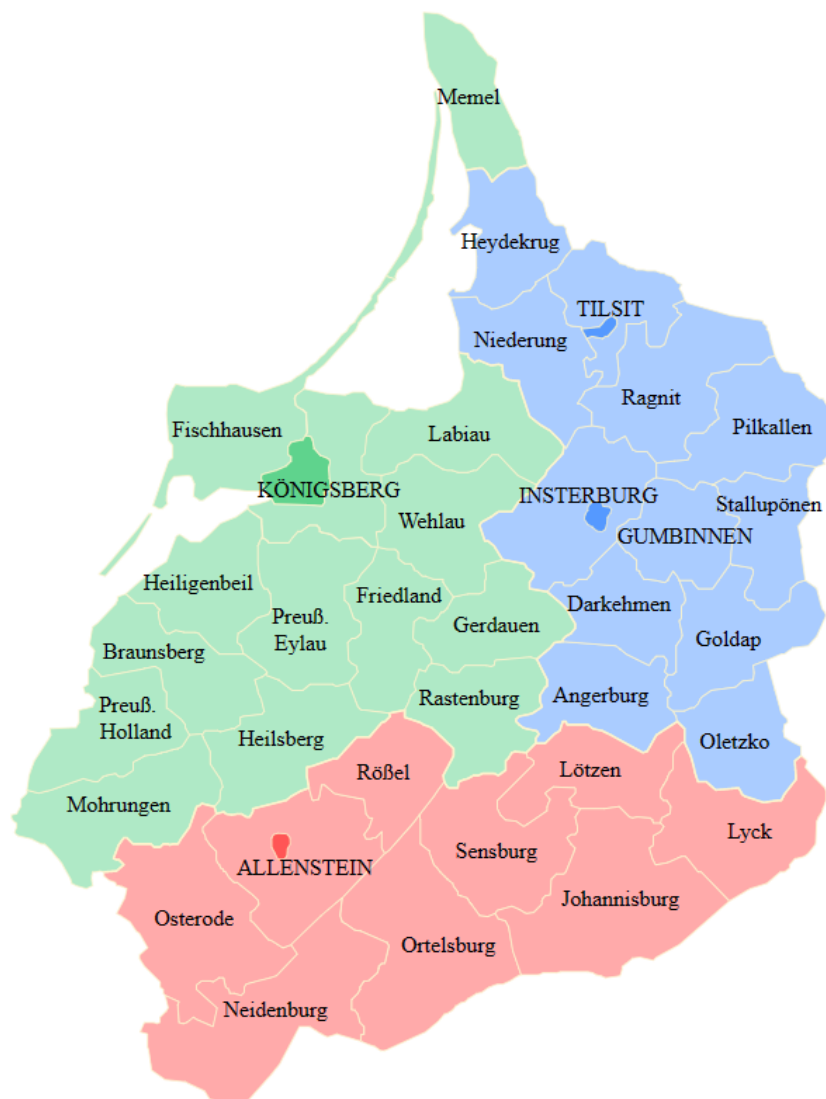 Memel
Heydekrug
TILSIT
Niederung
Ragnit
Fischhausen
Labiau
Pilkallen
KÖNIGSBERG
INSTERBURG
Stallupönen
Wehlau
GUMBINNEN
Heiligenbeil
Friedland
Darkehmen
Preuß.
Eylau
Gerdauen
Goldap
Braunsberg
Rastenburg
Angerburg
Preuß.
Holland
Heilsberg
Oletzko
Rößel
Lötzen
Mohrungen
Lyck
Sensburg
ALLENSTEIN
Johannisburg
Osterode
Ortelsburg
Neidenburg